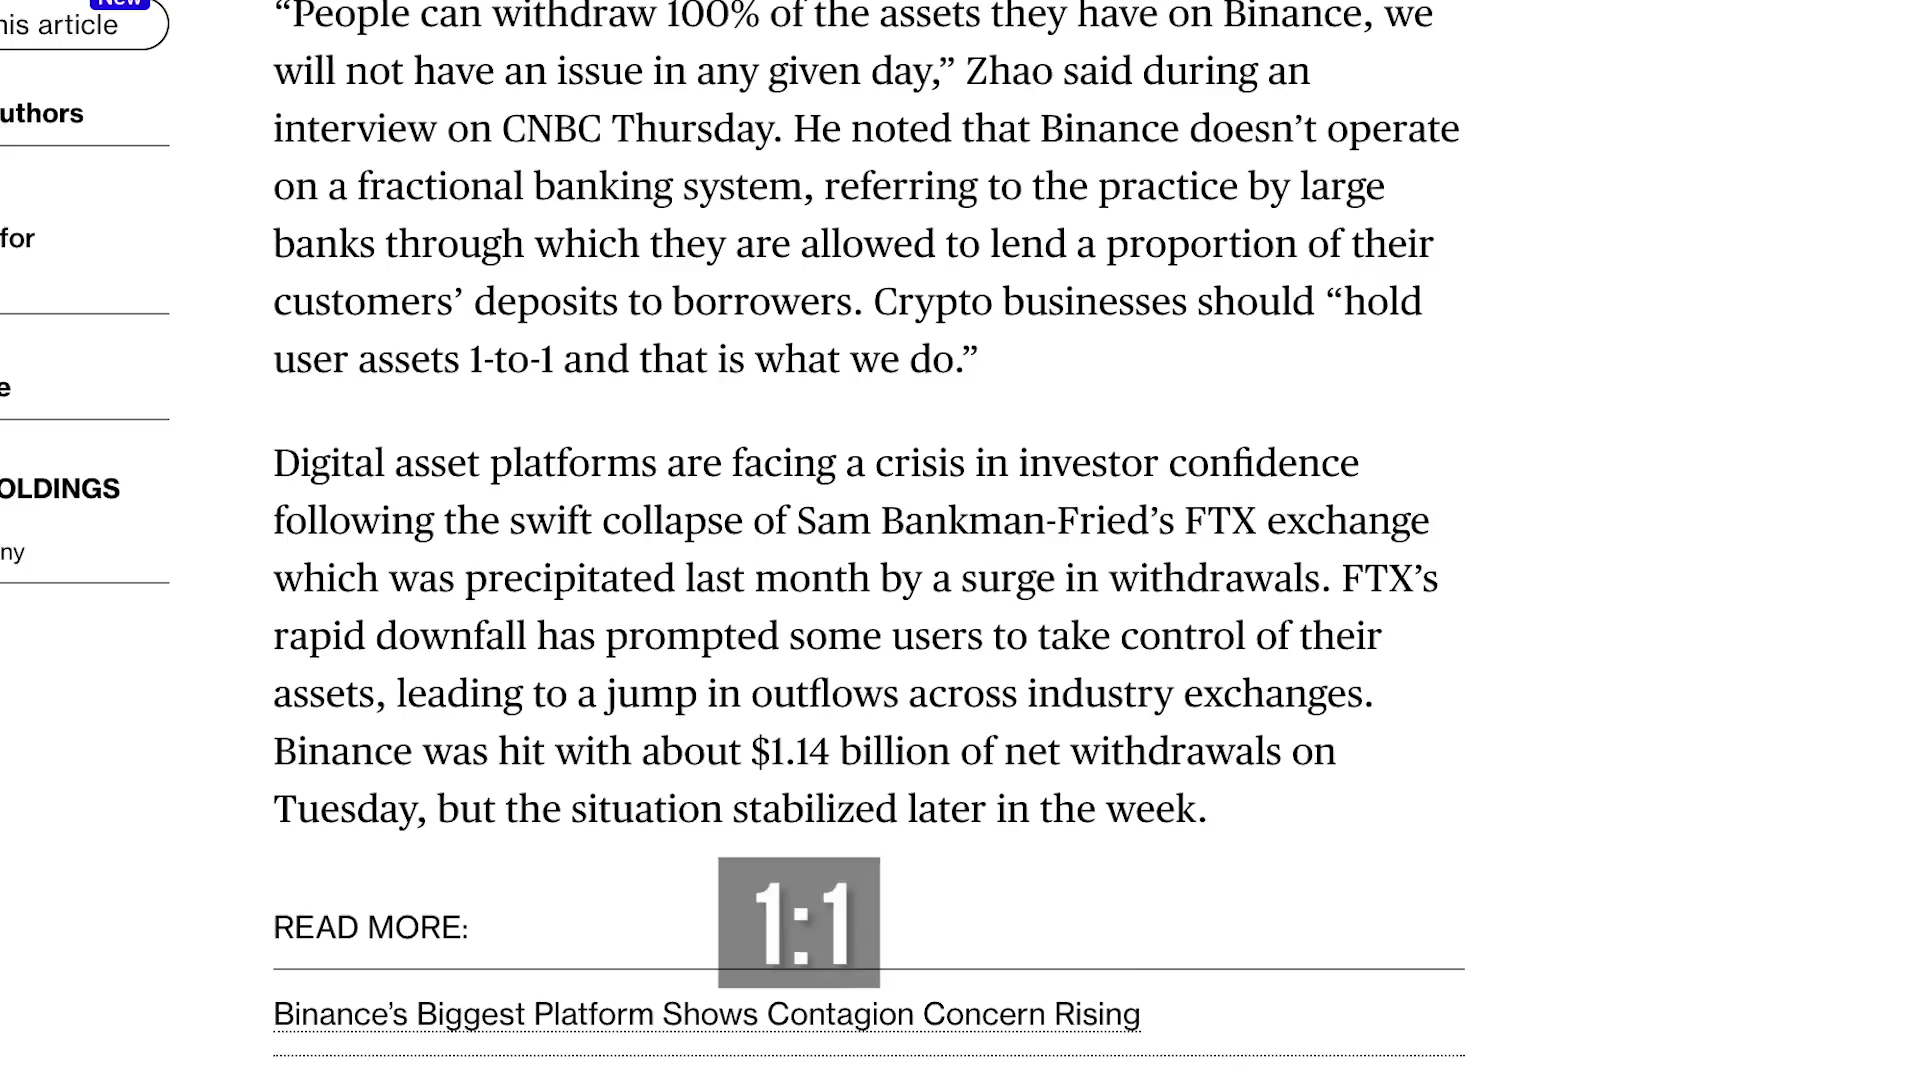 New
his article
uthors
for
e
OLDINGS
ny
“People can withdraw 100% of the assets they have on Binance, we
will not have an issue in any given day,” Zhao said during an
interview on CNBC Thursday. He noted that Binance doesn’t operate
on a fractional banking system, referring to the practice by large
banks through which they are allowed to lend a proportion of their
customers’ deposits to borrowers. Crypto businesses should “hold
user assets 1-to-1 and that is what we do.”
Digital asset platforms are facing a crisis in investor confidence
following the swift collapse of Sam Bankman-Fried’s FTX exchange
which was precipitated last month by a surge in withdrawals. FTX’s
rapid downfall has prompted some users to take control of their
assets, leading to a jump in outflows across industry exchanges.
Binance was hit with about $1.14 billion of net withdrawals on
Tuesday, but the situation stabilized later in the week.
1:1
READ MORE:
Binance’s Biggest Platform Shows Contagion Concern Rising